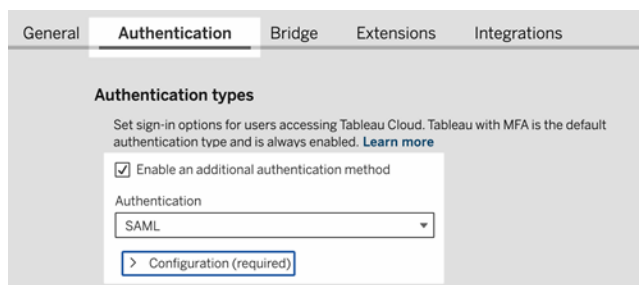 General Authentication Bridge Extensions Integrations
Authentication types
Set sign-in options for users accessing Tableau Cloud. Tableau with MFA is the default
authentication type and is always enabled. Learn more
Enable an additional authentication method
Authentication
SAML
Configuration (required)